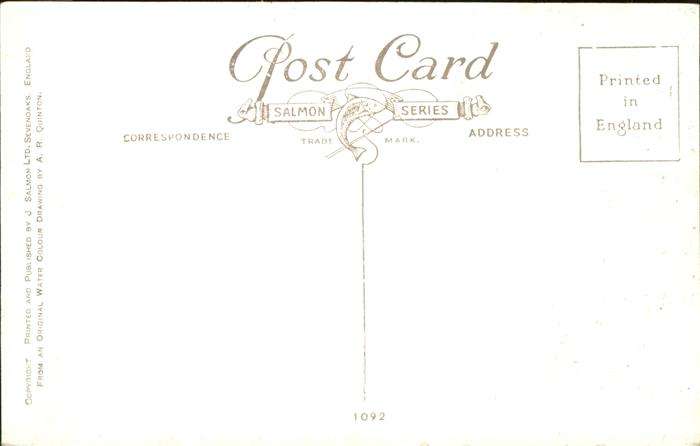 Post Card
SALMON SERIES
TRADE MARK.
CORRESPONDENCE
ADDRESS
Printed
in
England
COPYRIGHT PRINTED AND PUBLISHED BY J. SALMON LTD., SEVENOAKS, ENGLAND
FROM AN ORIGINAL WATER COLOUR DRAWING BY A. R. QUINTON.
1092